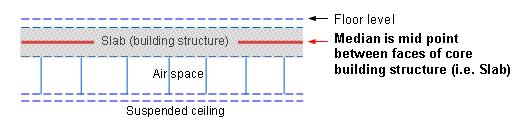 Floor level
Slab (building structure)
Median is mid point
between faces of core
building structure (i.e. Slab)
Air space
Suspended ceiling